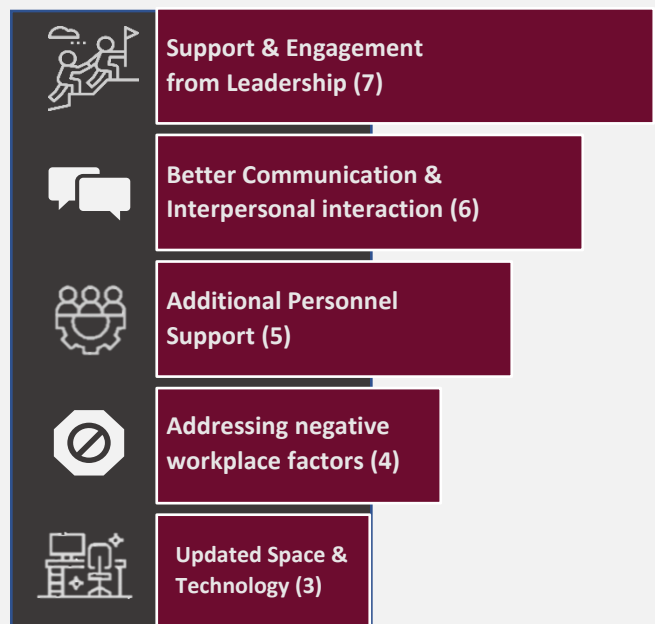 Support & Engagement
from Leadership (7)
Better Communication &
Interpersonal interaction (6)
Additional Personnel
Support (5)
Addressing negative
workplace factors (4)
Updated Space &
Technology (3)